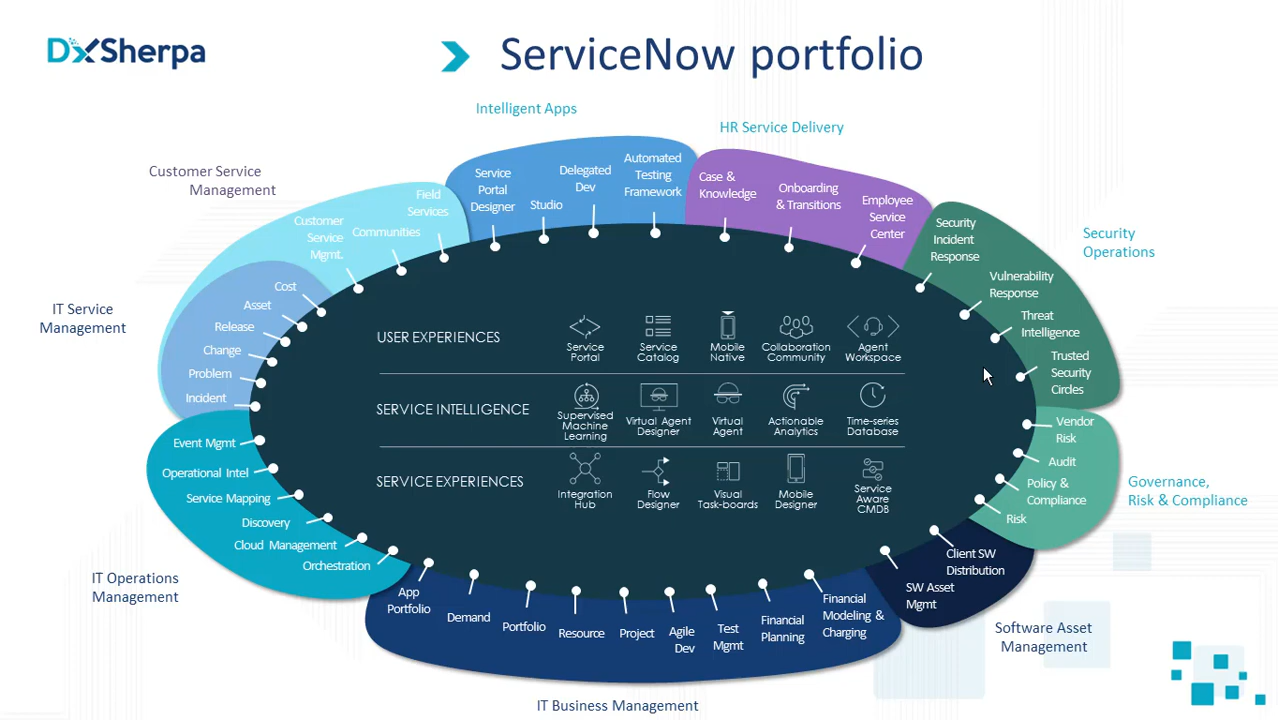 DxSherpa
ServiceNow portfolio
Intelligent Apps
HR Service Delivery
Customer Service
Management
Security
Operations
IT Service
Management
Governance,
Risk & Compliance
IT Operations
Management
Software Asset
Management
IT Business Management
Service
Portal
Designer
Studio
Delegated
Dev
Automated
Testing
Framework
Case &
Knowledge
Onboarding
& Transitions
Employee
Service
Center
Security
Incident
Response
Vulnerability
Response
Threat
Intelligence
Trusted
Security
Circles
Vendor
Risk
Audit
Policy &
Compliance
Risk
Client SW
Distribution
SW Asset
Mgmt
Financial
Modeling &
Charging
Financial
Planning
Test
Mgmt
Agile
Dev
Project
Resource
Portfolio
Demand
App
Portfolio
Orchestration
Cloud Management
Discovery
Service Mapping
Operational Intel
Event Mgmt
Incident
Problem
Change
Release
Asset
Cost
Customer
Service
Mgmt.
Communities
Field
Services
USER EXPERIENCES
Service
Portal
Service
Catalog
Mobile
Native
Collaboration
Community
Agent
Workspace
SERVICE INTELLIGENCE
Supervised
Machine
Learning
Virtual Agent
Designer
Virtual
Agent
Actionable
Analytics
Time-series
Database
SERVICE EXPERIENCES
Integration
Hub
Flow
Designer
Visual
Task-boards
Mobile
Designer
Service
Aware
CMDB